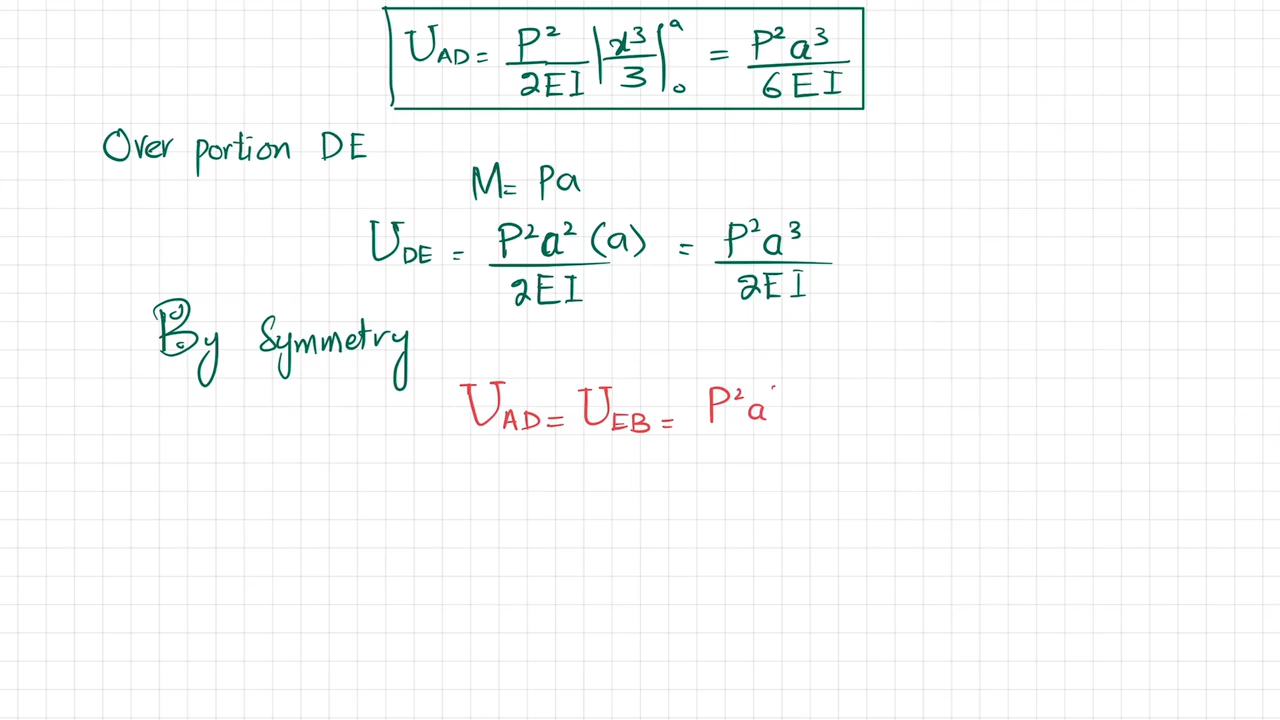 U_AD = P²/2EI |x³/3|₀ᵃ = P²a³/6EI
Over portion DE
M = Pa
U_DE = P²a²(a)/2EI = P²a³/2EI
By Symmetry
U_AD = U_EB = P²a